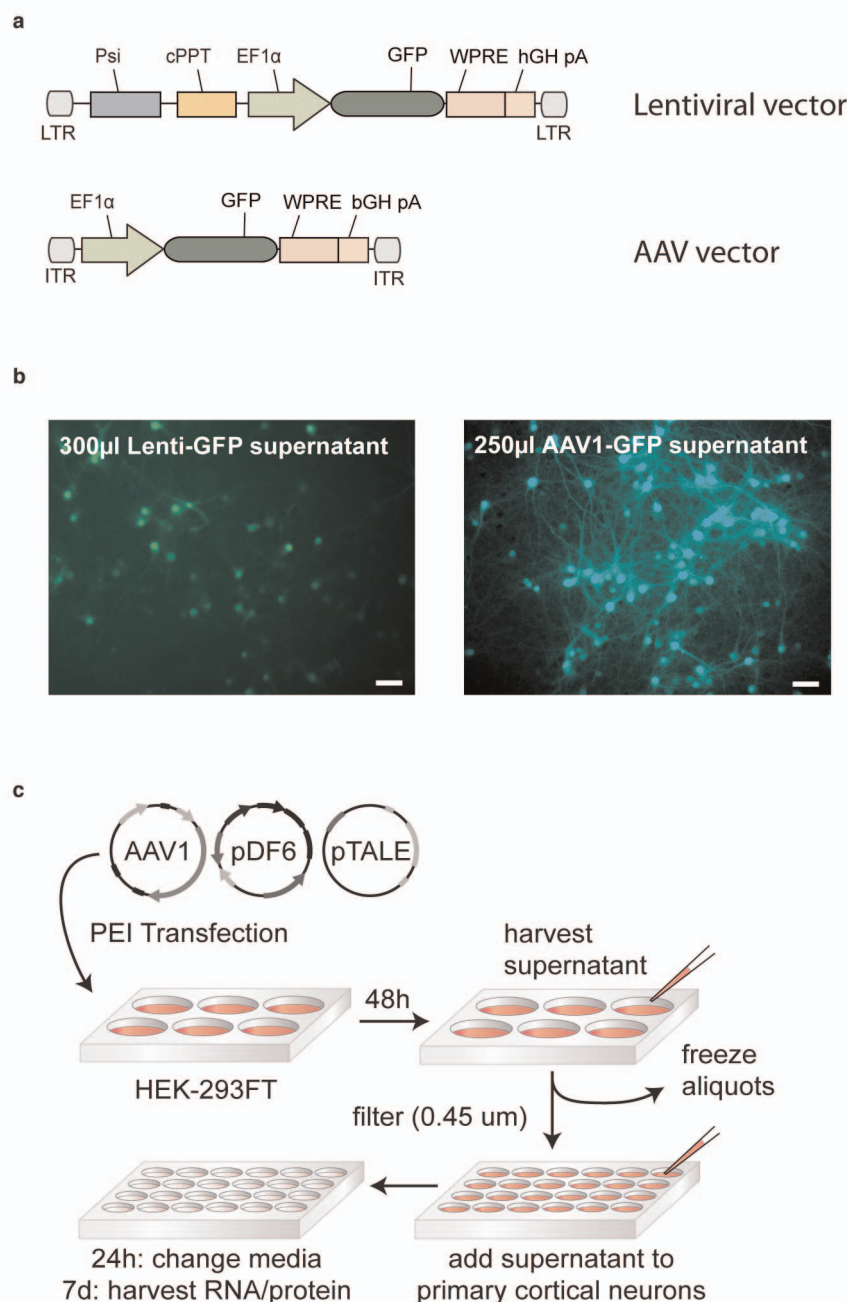 a
Psi cPPT EF1α GFP WPRE hGH pA
LTR LTR
Lentiviral vector
EF1α GFP WPRE bGH pA
ITR ITR
AAV vector
b
300µl Lenti-GFP supernatant
250µl AAV1-GFP supernatant
c
AAV1 pDF6 pTALE
PEI Transfection
HEK-293FT
48h
harvest
supernatant
freeze
aliquots
filter (0.45 um)
add supernatant to
primary cortical neurons
24h: change media
7d: harvest RNA/protein